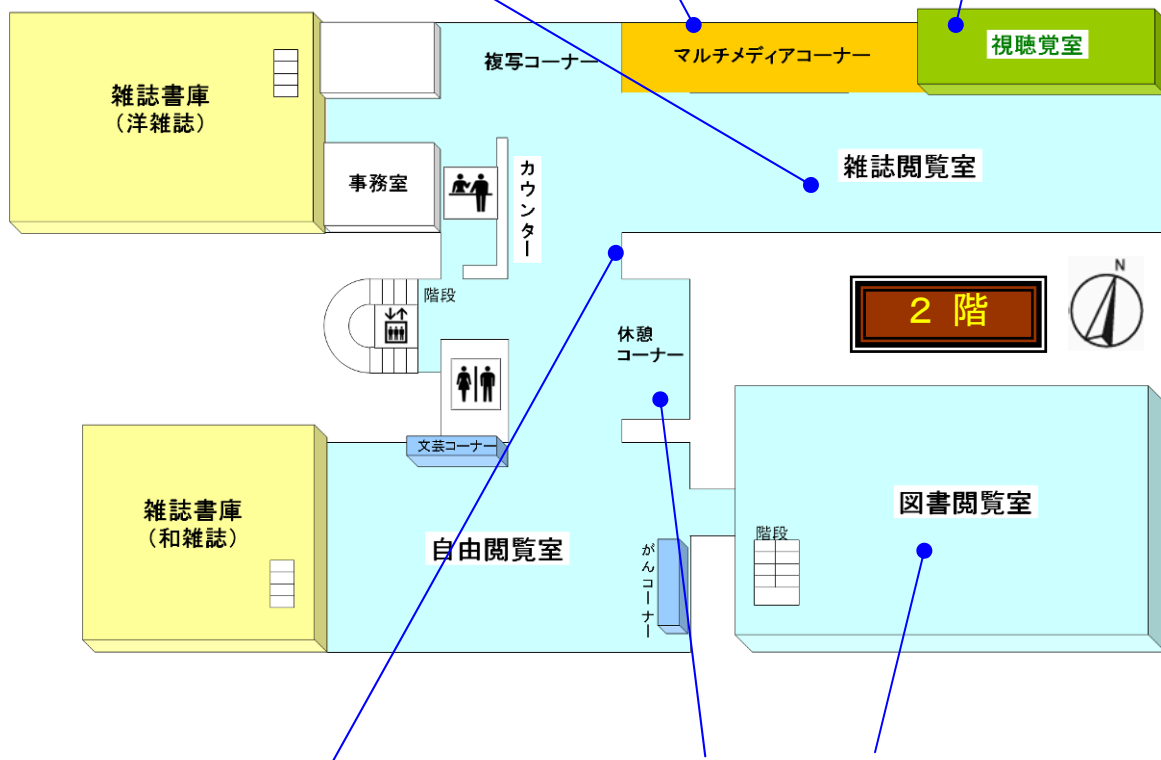 複写コーナー
マルチメディアコーナー
視聴覚室
雑誌書庫
（洋雑誌）
事務室
カウンター
雑誌閲覧室
階段
２ 階
N
休憩
コーナー
文芸コーナー
雑誌書庫
（和雑誌）
自由閲覧室
がんコーナー
図書閲覧室
階段